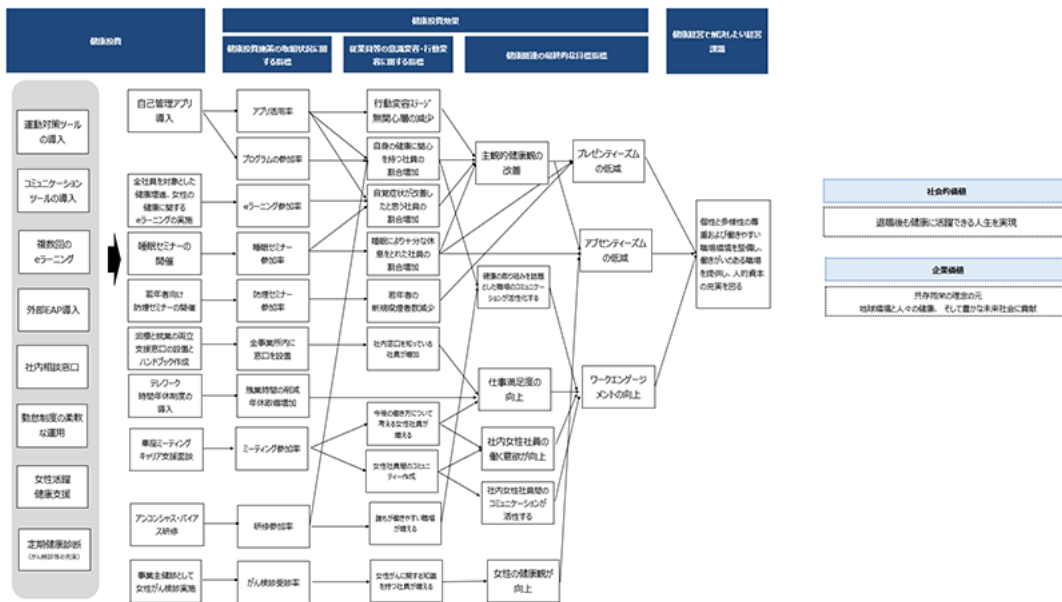 健康投資
健康投資効果
健康投資施策の取組状況に関
する指標
従業員等の意識変容・行動変
容に関する指標
健康関連の最終的な目標指標
健康経営で解決したい経営
課題
運動対策ツール
の導入
コミュニケーション
ツールの導入
複数回の
eラーニング
外部EAP導入
社内相談窓口
勤怠制度の柔軟
な運用
女性活躍
健康支援
定期健康診断
(がん検診等の充実)
自己管理アプリ
導入
全社員を対象とした
健康増進、女性の
健康に関する
eラーニングの実施
睡眠セミナーの
開催
若年者向け
防煙セミナーの開催
治療と就業の両立
支援窓口の設置と
ハンドブック作成
テレワーク
時間年休制度の
導入
車座ミーティング
キャリア支援面談
アンコンシャス・バイア
ス研修
事業主健診として
女性がん検診実施
アプリ活用率
プログラムの参加率
eラーニング参加率
睡眠セミナー
参加率
防煙セミナー
参加率
全事業所内に
窓口を設置
残業時間の削減
年休取得増加
ミーティング参加率
研修参加率
がん検診受診率
行動変容ステージ
無関心層の減少
自身の健康に関心
を持つ社員の
割合増加
自覚症状が改善し
たと思う社員の
割合増加
睡眠により十分な休
息をとれた社員の
割合増加
若年者の
新規喫煙者数減少
社内窓口を知っている
社員が増加
今後の働き方について
考える女性社員が
増える
女性社員間のコミュニ
ティー作成
誰もが働きやすい職場
が増える
女性がんに関する知識
を持つ社員が増える
主観的健康観の
改善
健康の取り組みを話題
とした職場のコミュニケー
ションが活性化する
仕事満足度の
向上
社内女性社員の
働く意欲が向上
社内女性社員間の
コミュニケーションが
活性する
女性の健康観が
向上
プレゼンティーズム
の低減
アブセンティーズム
の低減
ワークエンゲージ
メントの向上
個性と多様性の尊
重および働きやすい
職場環境を整備し、
働きがいのある職場
を提供し、人的資本
の充実を図る
社会的価値
退職後も健康に活躍できる人生を実現
企業価値
共存同栄の理念の元
地球環境と人々の健康、そして豊かな未来社会に貢献